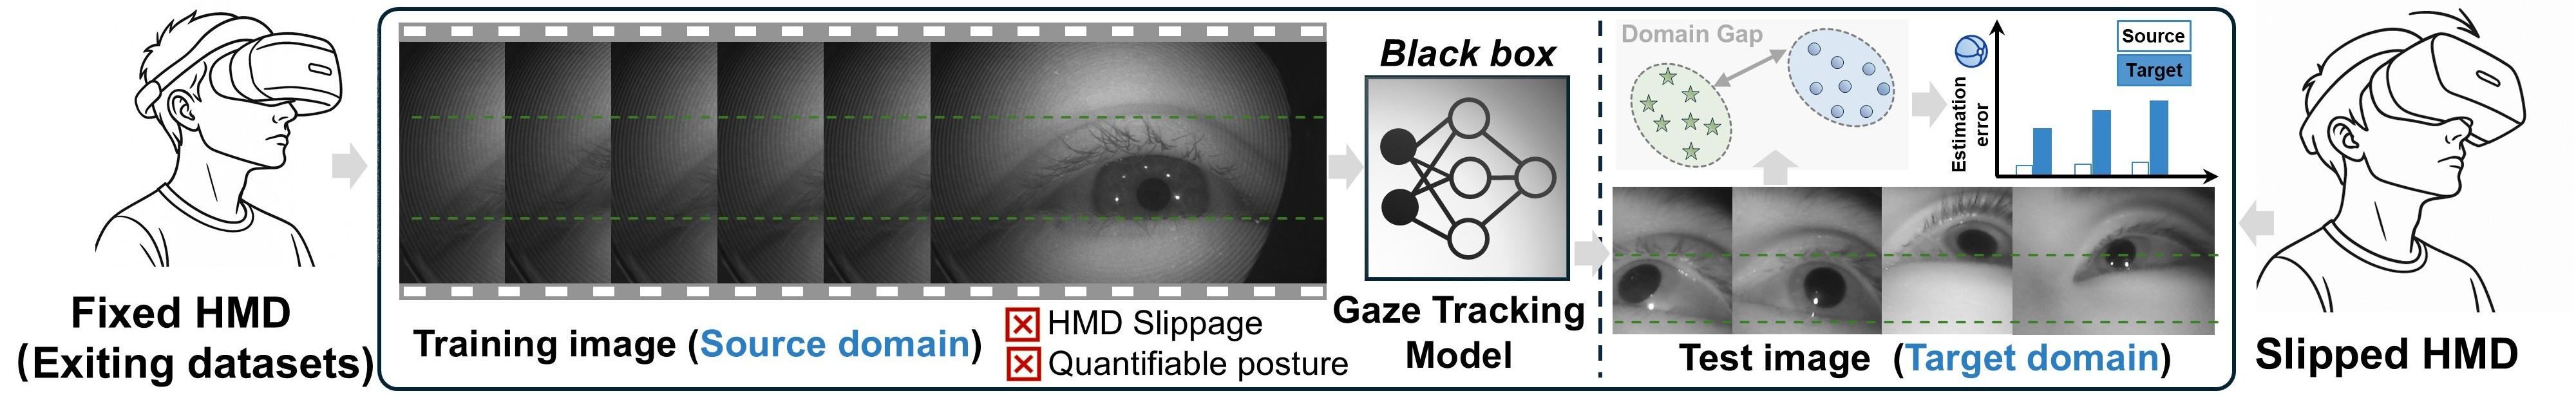 Fixed HMD
(Exiting datasets)
Training image (Source domain)
HMD Slippage
Quantifiable posture
Black box
Gaze Tracking
Model
Domain Gap
Estimation
error
Source
Target
Test image (Target domain)
Slipped HMD